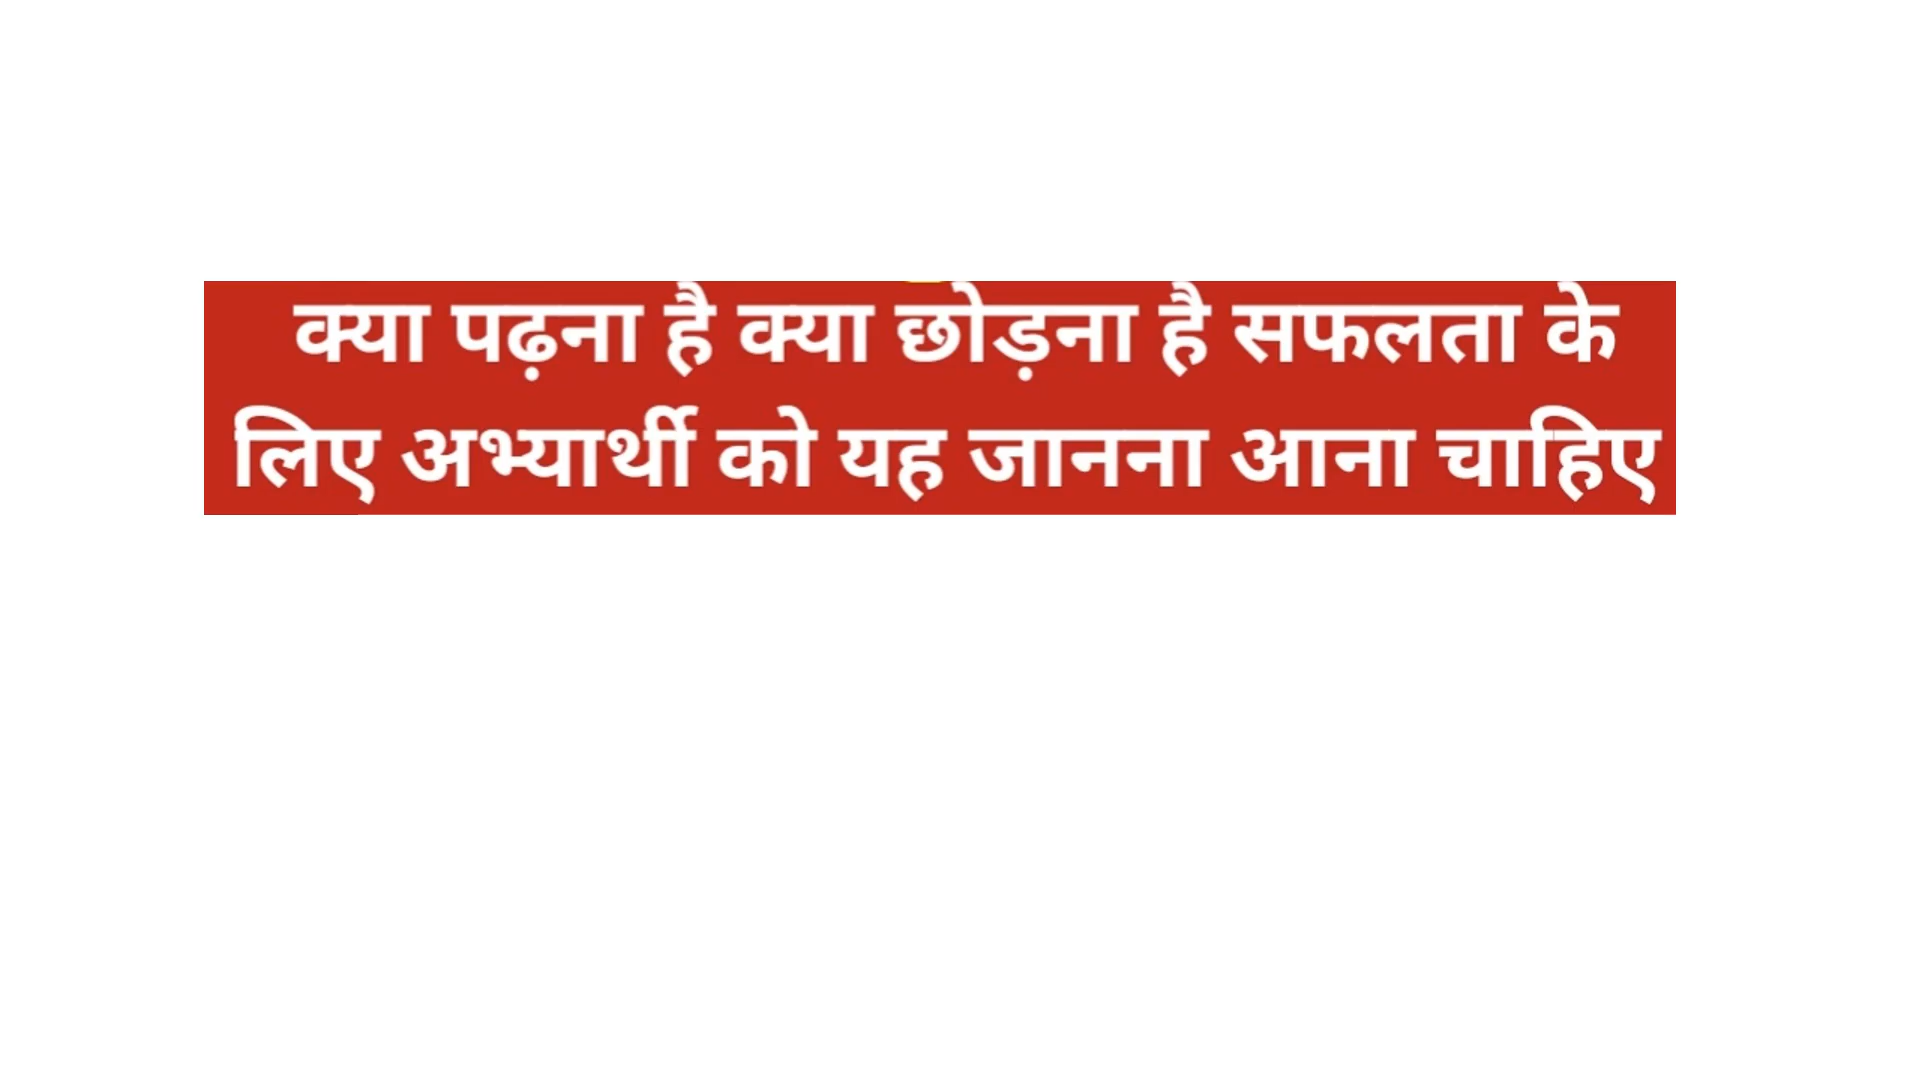 क्या पढ़ना है क्या छोड़ना है सफलता के
लिए अभ्यार्थी को यह जानना आना चाहिए